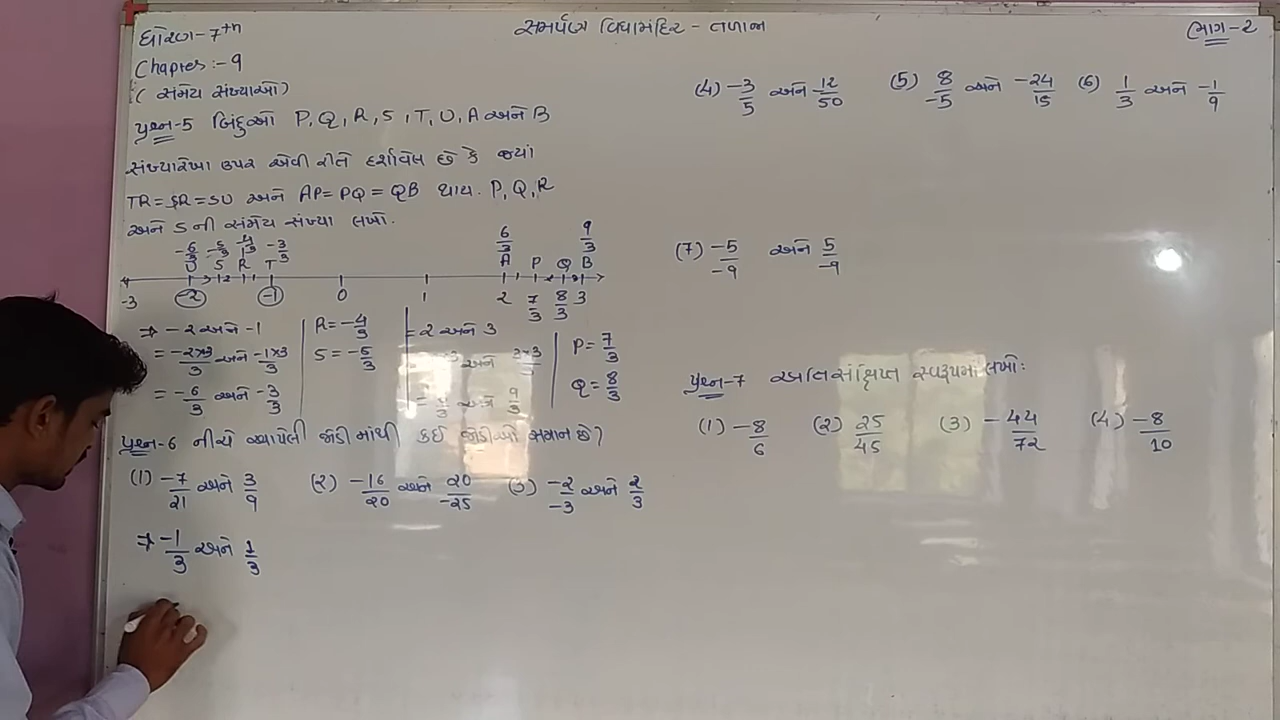 ધોરણ-7th
Chapter:-9
(સંમેય સંખ્યાઓ)
સમર્પણ વિદ્યામંદિર - તળાજા
ભાગ-2
પ્રશ્ન-5 બિંદુઓ P, Q, R, S, T, U, A અને B
સંખ્યારેખા ઉપર એવી રીતે દર્શાવેલ છે કે જ્યાં
TR = SR = SU અને AP = PQ = QB થાય. P, Q, R
અને S ની સંમેય સંખ્યા લખો.
-6/3 -5/3 -4/3 -3/3 6/3 9/3
U S R T A P Q B
-3 -2 -1 0 1 2 7/3 8/3 3
⇒ -2 અને -1
= -2×3/3 અને -1×3/3
= -6/3 અને -3/3
R = -4/3
S = -5/3
= 2 અને 3
×3 અને 3×3/3
= અને 9/3
P = 7/3
Q = 8/3
પ્રશ્ન-6 નીચે આપેલી જોડીમાંથી કઈ જોડીઓ સમાન છે?
(1) -7/21 અને 3/9 (2) -16/20 અને 20/-25 (3) -2/-3 અને 2/3
⇒ -1/3 અને 1/3
(4) -3/5 અને 12/50 (5) 8/-5 અને -24/15 (6) 1/3 અને -1/9
(7) -5/-9 અને 5/-9
પ્રશ્ન-7 અતિસંક્ષિપ્ત સ્વરૂપમાં લખો:
(1) -8/6 (2) 25/45 (3) -44/72 (4) -8/10